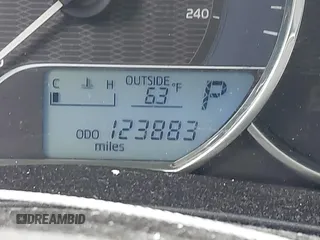 240
C H OUTSIDE
63 °F P
ODO 123883
miles
DREAMBID